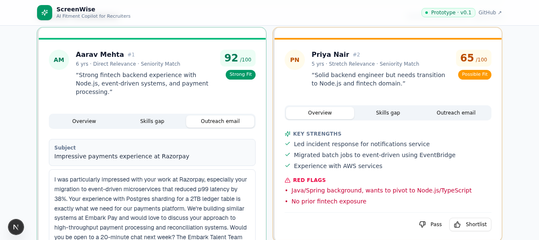 ScreenWise
AI Fitment Copilot for Recruiters
Prototype · v0.1
GitHub ↗
AM
Aarav Mehta #1
6 yrs · Direct Relevance · Seniority Match
92 /100
Strong Fit
"Strong fintech backend experience with
Node.js, event-driven systems, and payment
processing."
Overview
Skills gap
Outreach email
Subject
Impressive payments experience at Razorpay
I was particularly impressed with your work at Razorpay, especially your
migration to event-driven microservices that reduced p99 latency by
38%. Your experience with Postgres sharding for a 2TB ledger table is
exactly what we need for our payments platform. We're building similar
systems at Embark Pay and would love to discuss your approach to
high-throughput payment processing and reconciliation systems. Would
you be open to a 20-minute chat next week? The Embark Talent Team
N
PN
Priya Nair #2
5 yrs · Stretch Relevance · Seniority Match
65 /100
Possible Fit
"Solid backend engineer but needs transition
to Node.js and fintech domain."
Overview
Skills gap
Outreach email
KEY STRENGTHS
Led incident response for notifications service
Migrated batch jobs to event-driven using EventBridge
Experience with AWS services
RED FLAGS
• Java/Spring background, wants to pivot to Node.js/TypeScript
• No prior fintech exposure
Pass
Shortlist